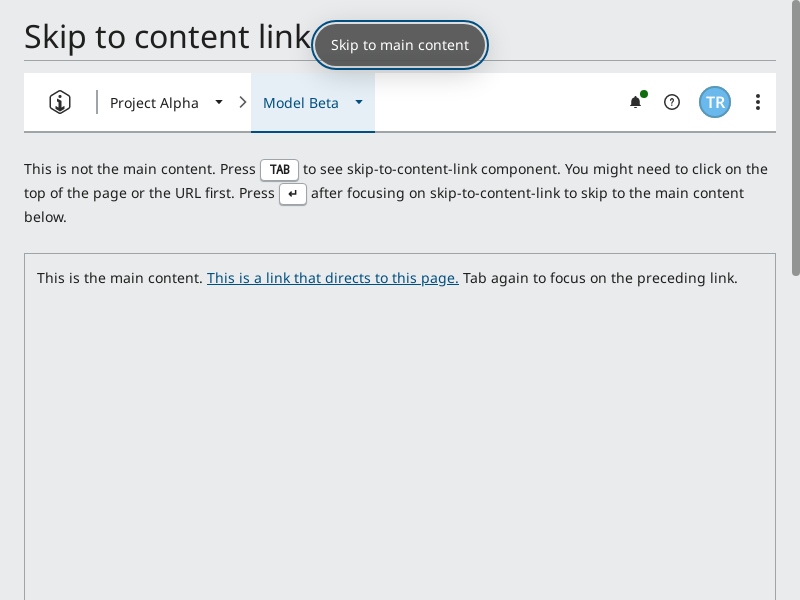 Skip to content link
Skip to main content
Project Alpha
Model Beta
TR
This is not the main content. Press TAB to see skip-to-content-link component. You might need to click on the
top of the page or the URL first. Press ↵ after focusing on skip-to-content-link to skip to the main content
below.
This is the main content. This is a link that directs to this page. Tab again to focus on the preceding link.